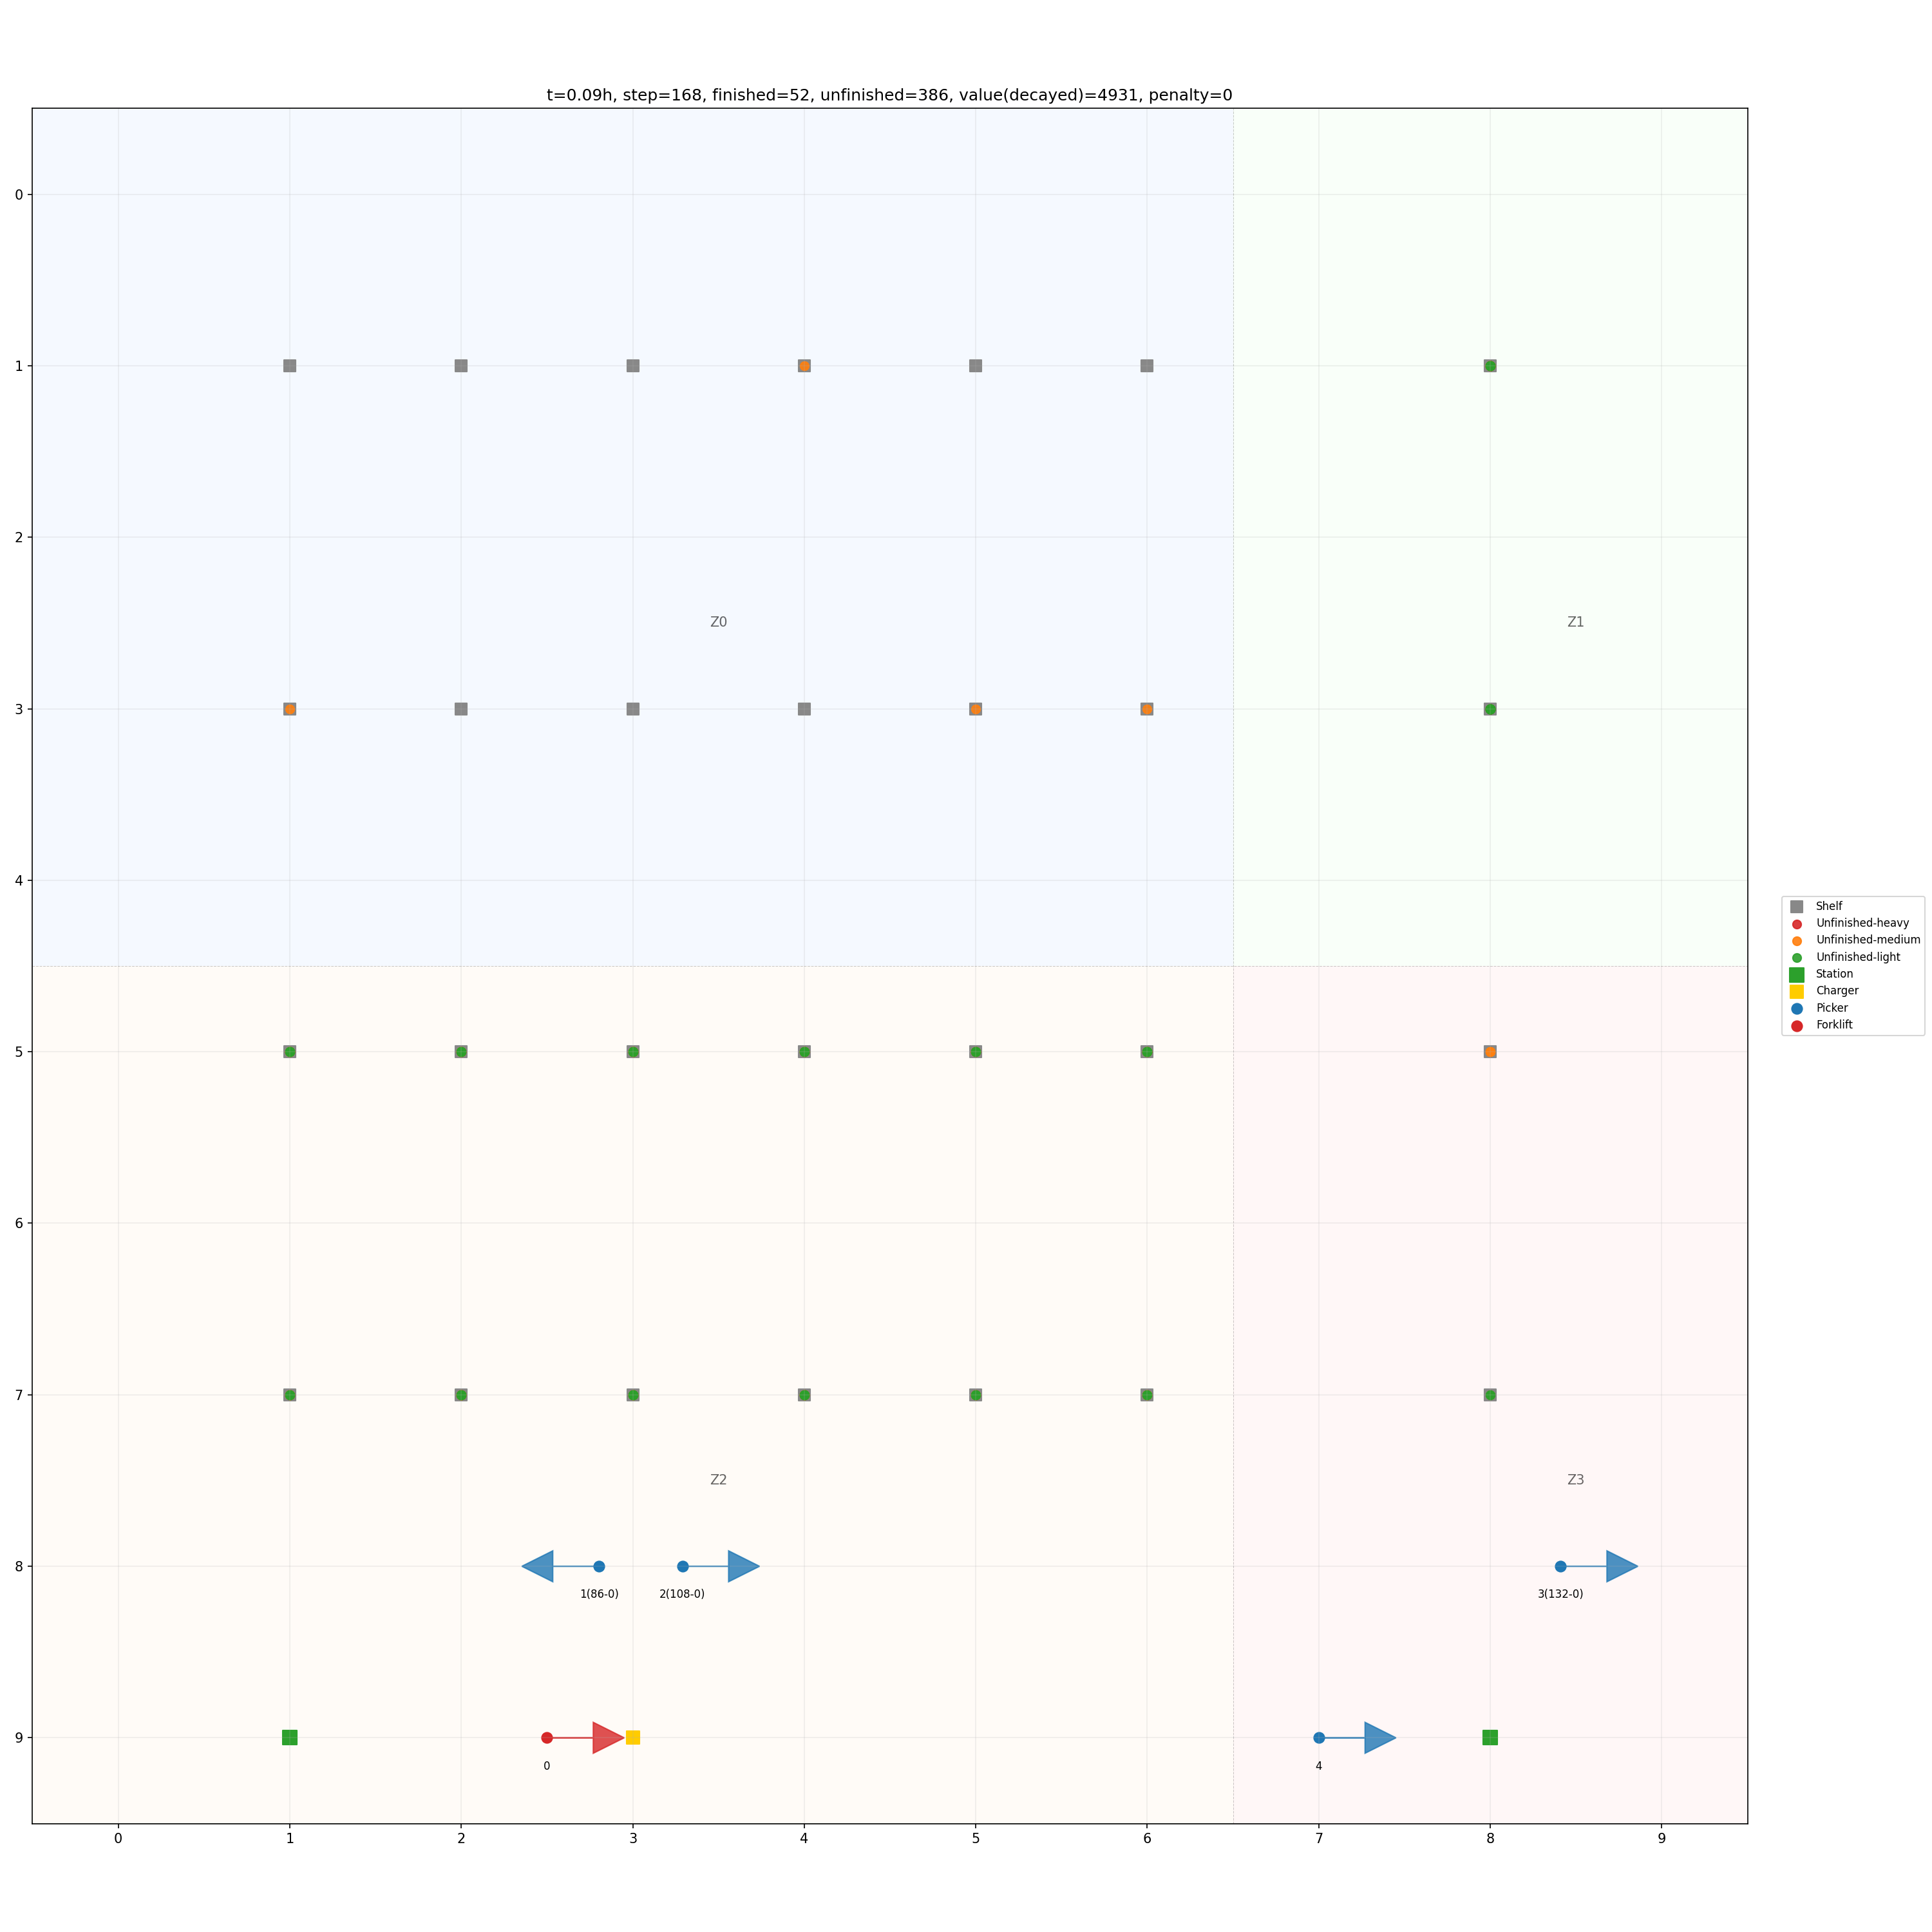 t=0.09h, step=168, finished=52, unfinished=386, value(decayed)=4931, penalty=0
0
1
2
Z0
Z1
3
4
Shelf
Unfinished-heavy
Unfinished-medium
Unfinished-light
Station
Charger
Picker
Forklift
5
6
7
Z2
Z3
8
1(86-0)
2(108-0)
3(132-0)
9
0
4
0
1
2
3
4
5
6
7
8
9